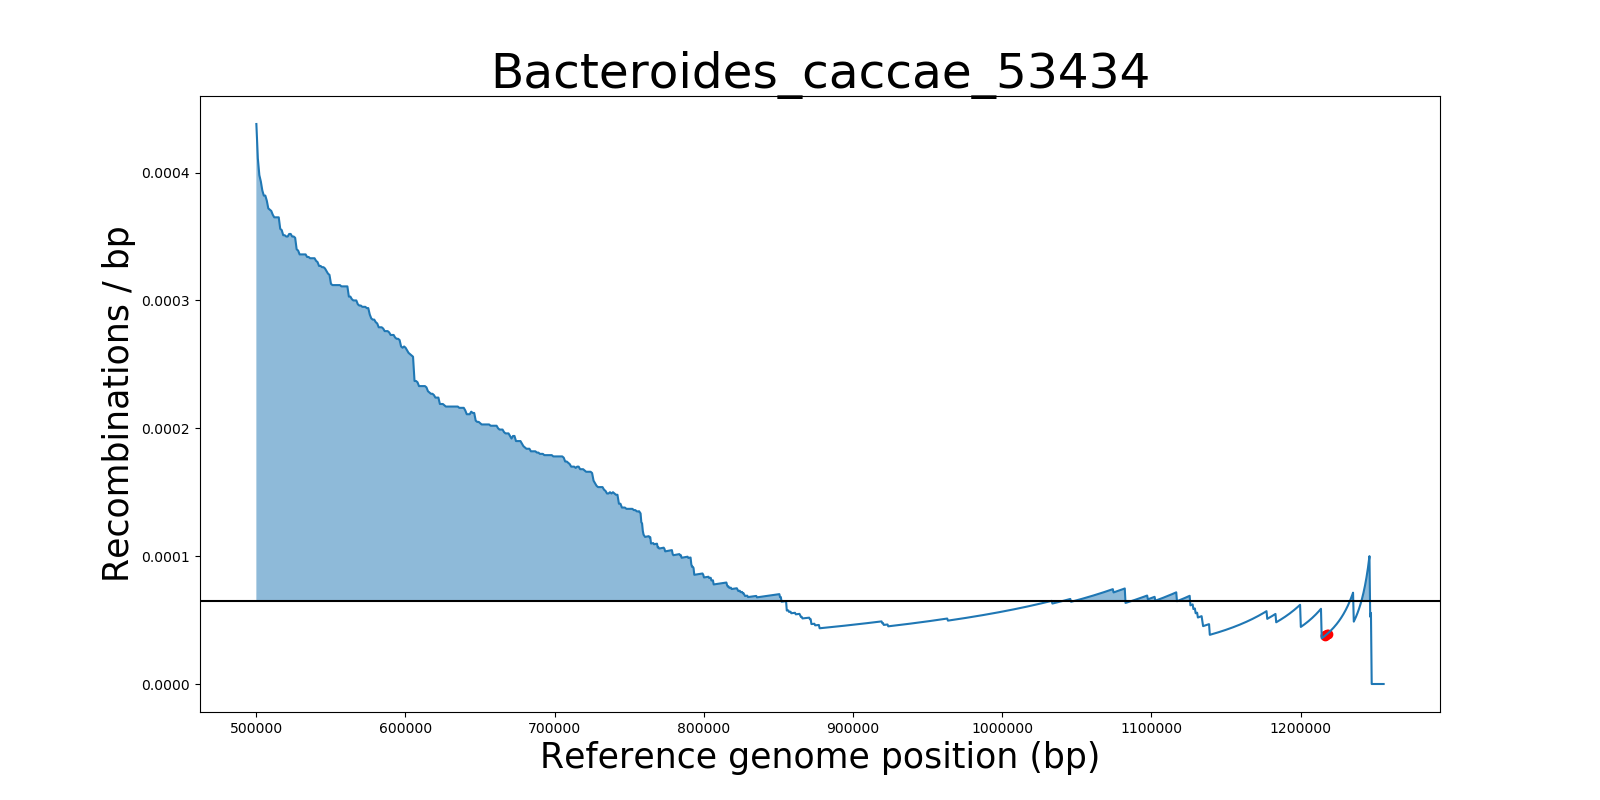 Bacteroides_caccae_53434
Recombinations / bp
0.0004
0.0003
0.0002
0.0001
0.0000
500000 600000 700000 800000 900000 1000000 1100000 1200000
Reference genome position (bp)